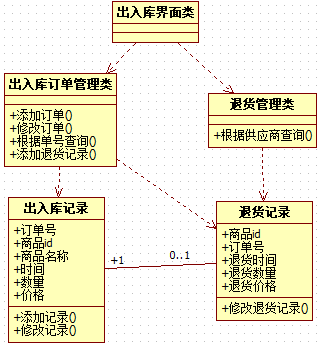 出入库界面类
出入库订单管理类
+添加订单()
+修改订单()
+根据单号查询()
+添加退货记录()
退货管理类
+根据供应商查询()
出入库记录
+订单号
+商品id
+商品名称
+时间
+数量
+价格
+添加记录()
+修改记录()
+1
0..1
退货记录
+商品id
+订单号
+退货时间
+退货数量
+退货价格
+修改退货记录()